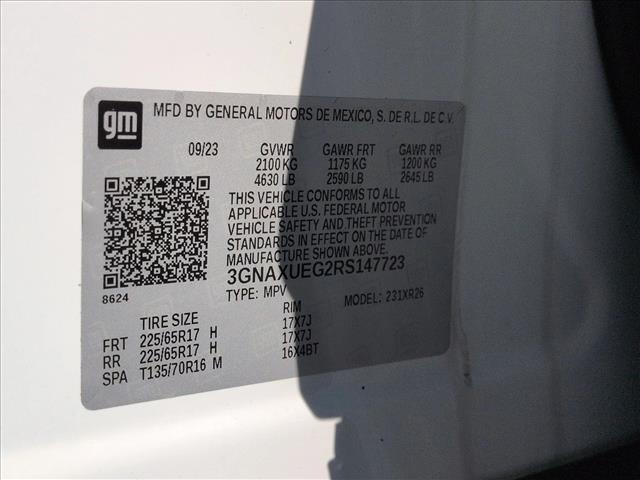 gm
MFD BY GENERAL MOTORS DE MEXICO, S. DE R.L. DE C.V.
09/23 GVWR GAWR FRT GAWR RR
2100 KG 1175 KG 1200 KG
4630 LB 2590 LB 2645 LB
THIS VEHICLE CONFORMS TO ALL
APPLICABLE U.S. FEDERAL MOTOR
VEHICLE SAFETY AND THEFT PREVENTION
STANDARDS IN EFFECT ON THE DATE OF
MANUFACTURE SHOWN ABOVE.
3GNAXUEG2RS147723
8624
TYPE: MPV MODEL: 231XR26
TIRE SIZE RIM
FRT 225/65R17 H 17X7J
RR 225/65R17 H 17X7J
SPA T135/70R16 M 16X4BT